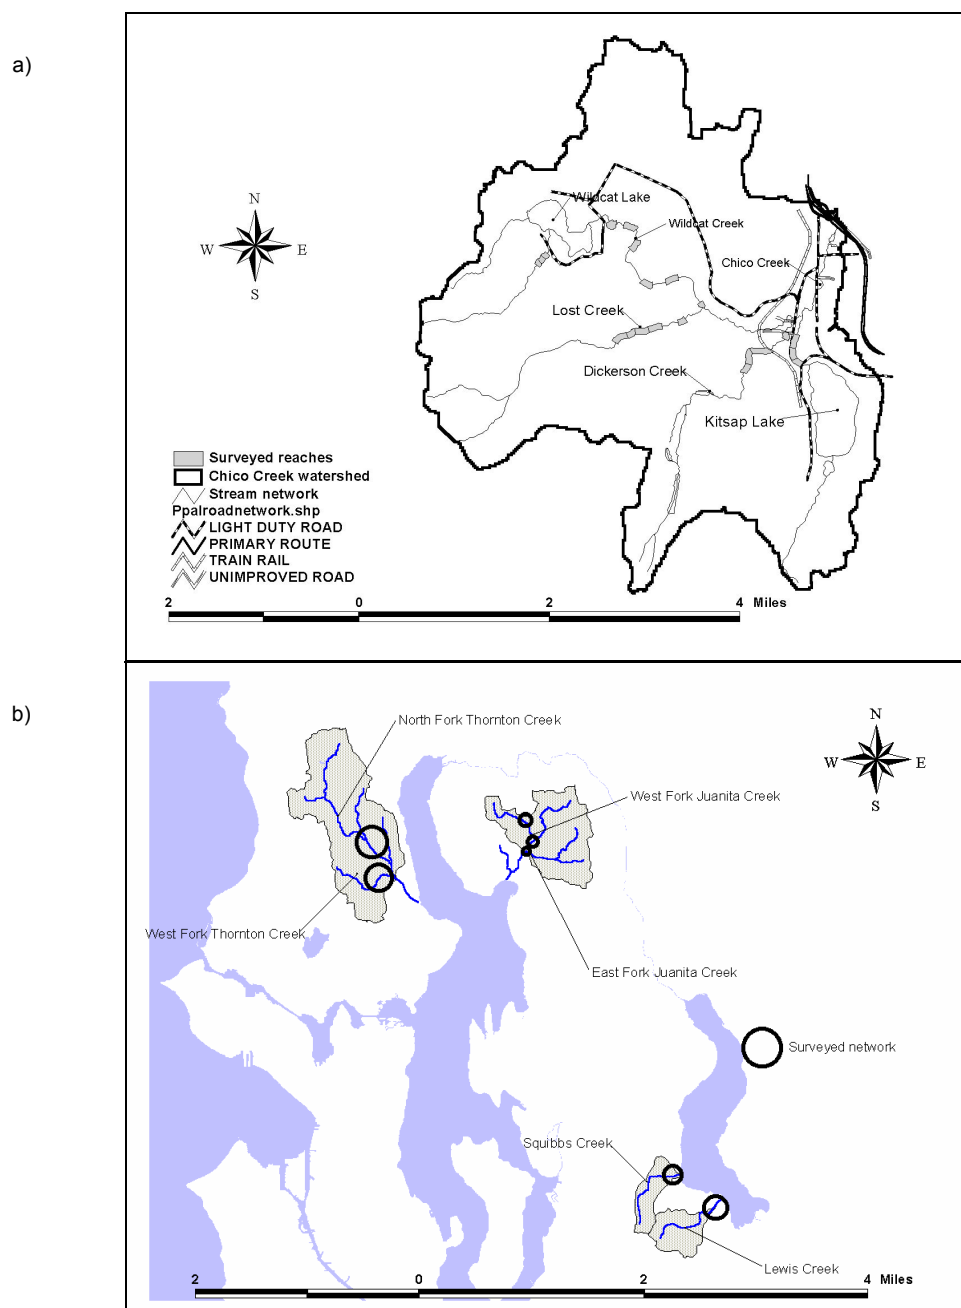 a)
N
W
E
S
Wildcat Lake
Wildcat Creek
Chico Creek
Lost Creek
Dickerson Creek
Kitsap Lake
Surveyed reaches
Chico Creek watershed
Stream network
Ppalroadnetwork.shp
LIGHT DUTY ROAD
PRIMARY ROUTE
TRAIN RAIL
UNIMPROVED ROAD
2 0 2 4 Miles
b)
North Fork Thornton Creek
N
W
E
S
West Fork Juanita Creek
West Fork Thornton Creek
East Fork Juanita Creek
Surveyed network
Squibbs Creek
Lewis Creek
2 0 2 4 Miles